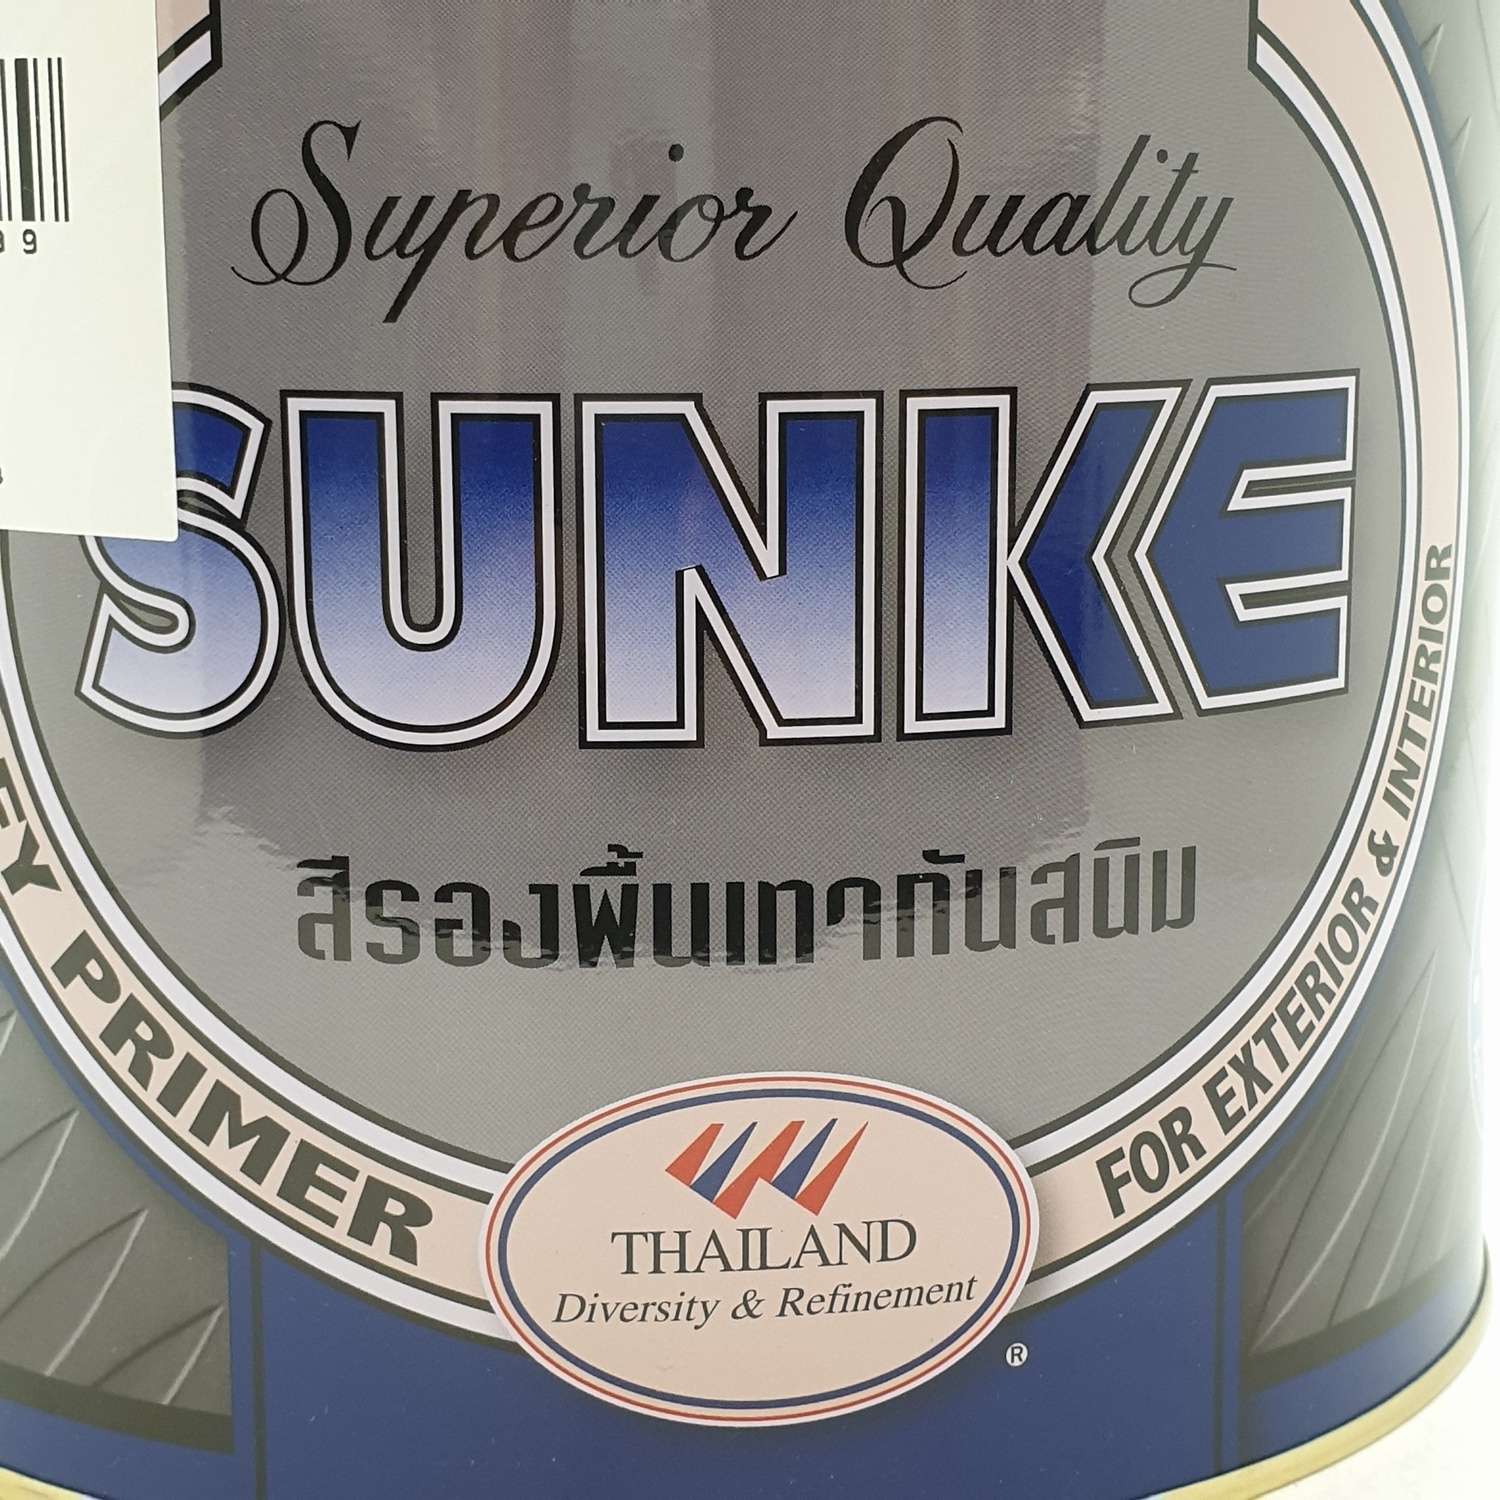 Superior Quality
SUNKE
สีรองพื้นเทากันสนิม
PRIMER
FOR EXTERIOR & INTERIOR
THAILAND
Diversity & Refinement
®